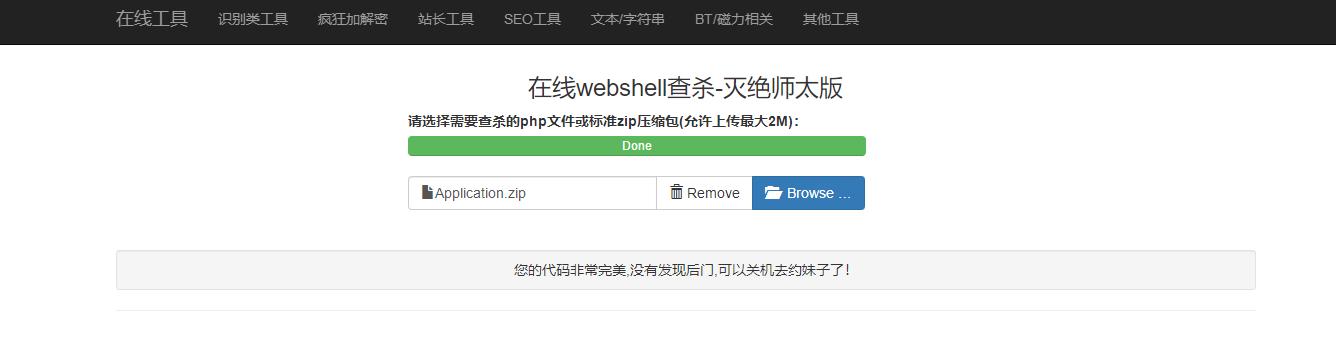 在线工具 识别类工具 疯狂加解密 站长工具 SEO工具 文本/字符串 BT/磁力相关 其他工具
在线webshell查杀-灭绝师太版
请选择需要查杀的php文件或标准zip压缩包(允许上传最大2M)：
Done
Application.zip Remove Browse ...
您的代码非常完美,没有发现后门,可以关机去约妹子了！